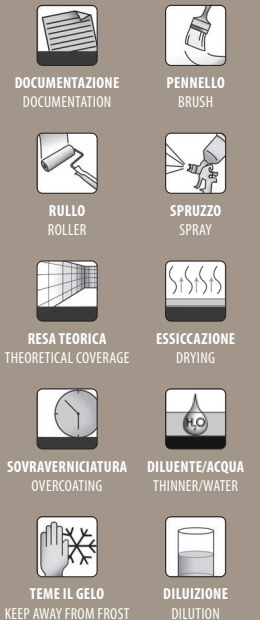 DOCUMENTAZIONE
DOCUMENTATION
PENNELLO
BRUSH
RULLO
ROLLER
SPRUZZO
SPRAY
RESA TEORICA
THEORETICAL COVERAGE
ESSICCAZIONE
DRYING
SOVRAVERNICIATURA
OVERCOATING
H₂O
DILUENTE/ACQUA
THINNER/WATER
TEME IL GELO
KEEP AWAY FROM FROST
DILUIZIONE
DILUTION